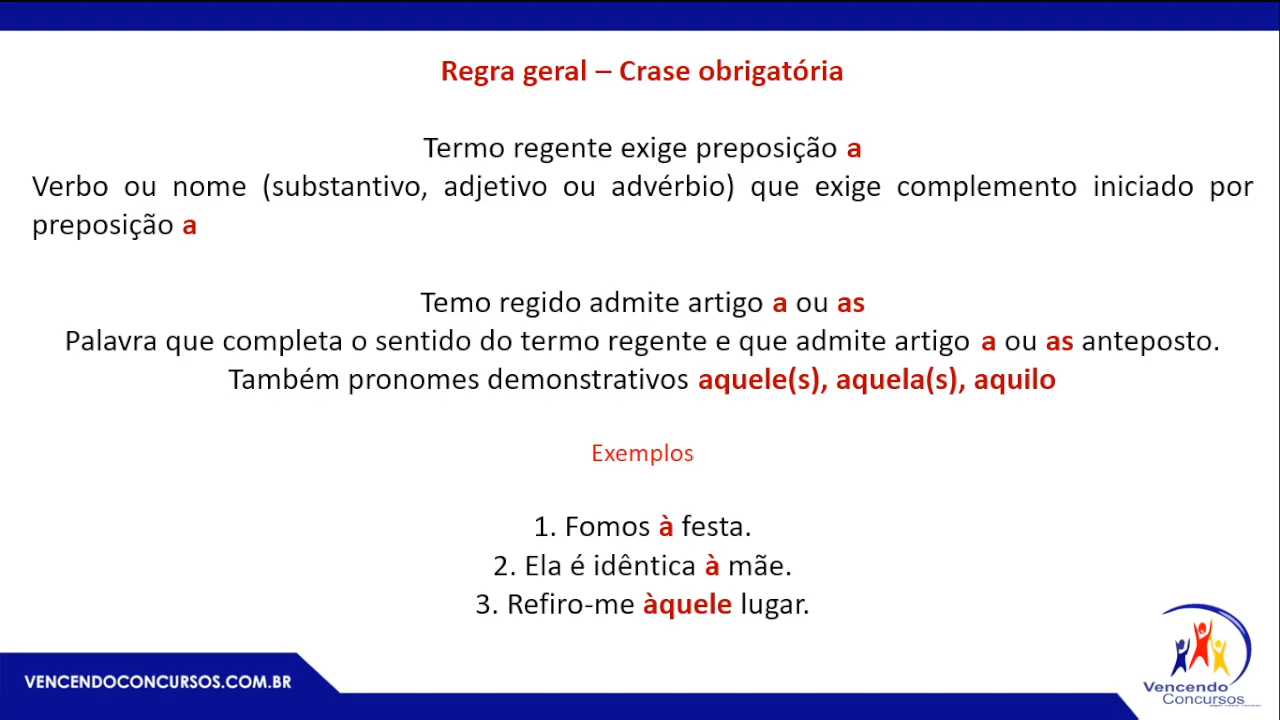 Regra geral – Crase obrigatória
Termo regente exige preposição a
Verbo ou nome (substantivo, adjetivo ou advérbio) que exige complemento iniciado por
preposição a
Temo regido admite artigo a ou as
Palavra que completa o sentido do termo regente e que admite artigo a ou as anteposto.
Também pronomes demonstrativos aquele(s), aquela(s), aquilo
Exemplos
1. Fomos à festa.
2. Ela é idêntica à mãe.
3. Refiro-me àquele lugar.
VENCENDOCONCURSOS.COM.BR
Vencendo
Concursos